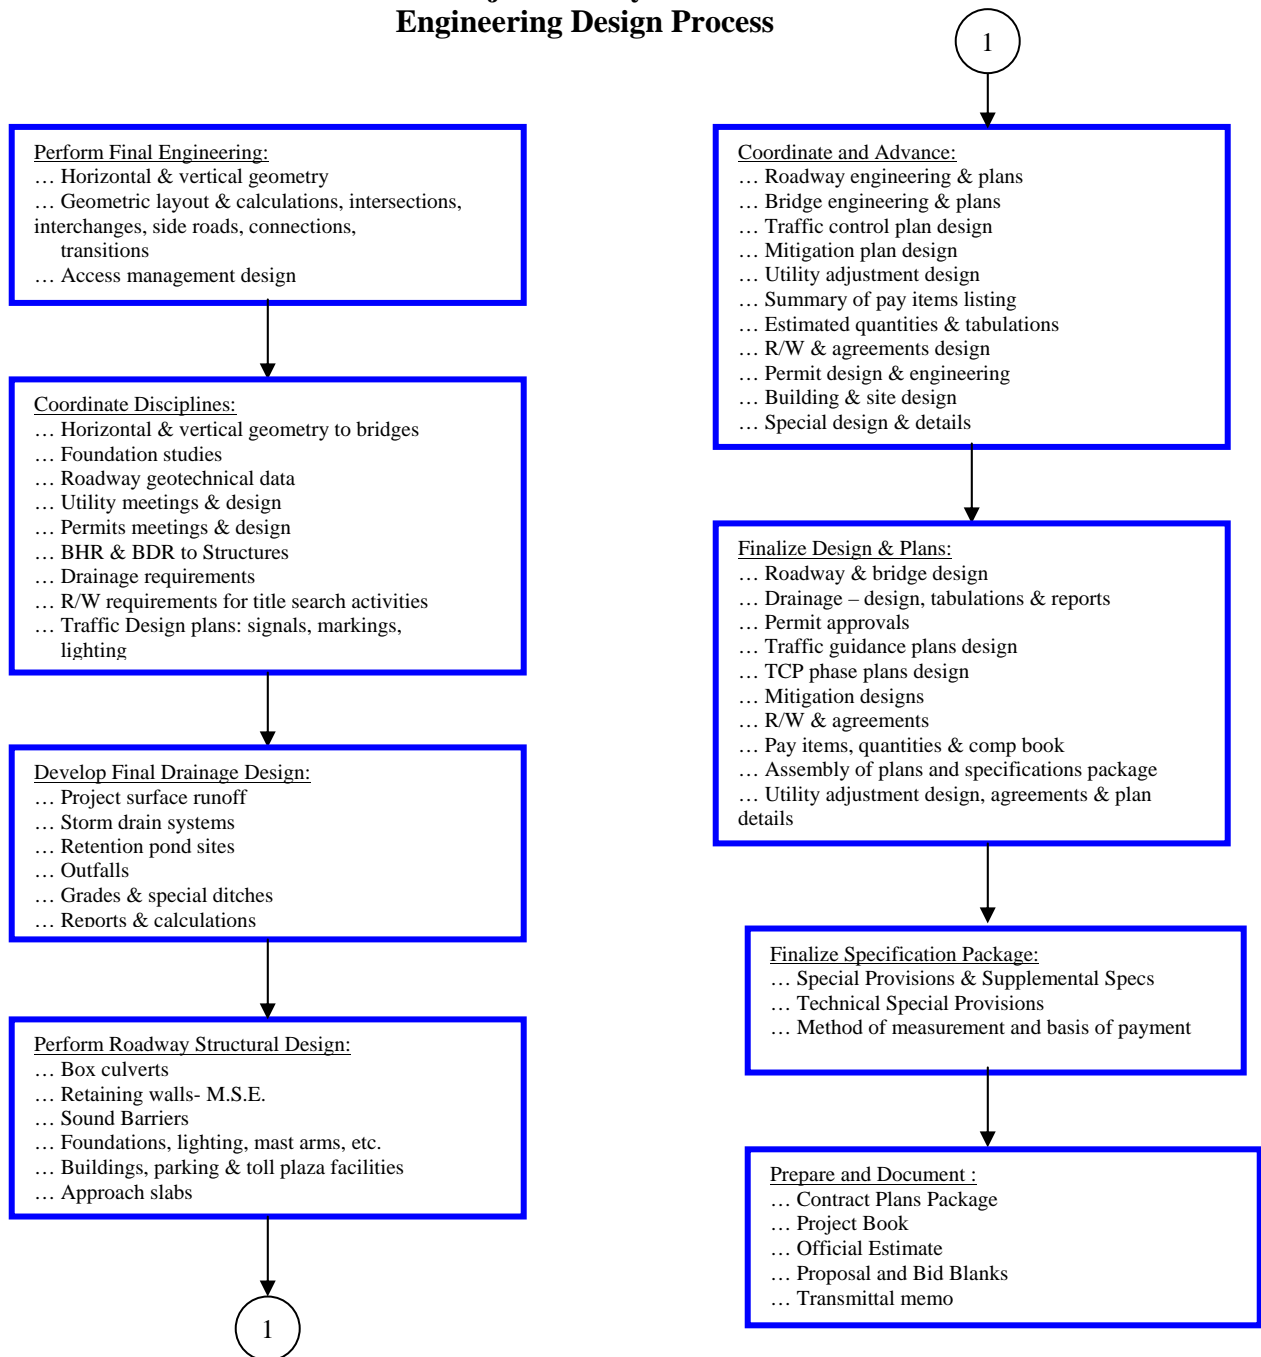 Engineering Design Process
Perform Final Engineering:
… Horizontal & vertical geometry
… Geometric layout & calculations, intersections,
interchanges, side roads, connections,
transitions
… Access management design
Coordinate Disciplines:
… Horizontal & vertical geometry to bridges
… Foundation studies
… Roadway geotechnical data
… Utility meetings & design
… Permits meetings & design
… BHR & BDR to Structures
… Drainage requirements
… R/W requirements for title search activities
… Traffic Design plans: signals, markings,
lighting
Develop Final Drainage Design:
… Project surface runoff
… Storm drain systems
… Retention pond sites
… Outfalls
… Grades & special ditches
… Reports & calculations
Perform Roadway Structural Design:
… Box culverts
… Retaining walls- M.S.E.
… Sound Barriers
… Foundations, lighting, mast arms, etc.
… Buildings, parking & toll plaza facilities
… Approach slabs
1
1
Coordinate and Advance:
… Roadway engineering & plans
… Bridge engineering & plans
… Traffic control plan design
… Mitigation plan design
… Utility adjustment design
… Summary of pay items listing
… Estimated quantities & tabulations
… R/W & agreements design
… Permit design & engineering
… Building & site design
… Special design & details
Finalize Design & Plans:
… Roadway & bridge design
… Drainage – design, tabulations & reports
… Permit approvals
… Traffic guidance plans design
… TCP phase plans design
… Mitigation designs
… R/W & agreements
… Pay items, quantities & comp book
… Assembly of plans and specifications package
… Utility adjustment design, agreements & plan
details
Finalize Specification Package:
… Special Provisions & Supplemental Specs
… Technical Special Provisions
… Method of measurement and basis of payment
Prepare and Document :
… Contract Plans Package
… Project Book
… Official Estimate
… Proposal and Bid Blanks
… Transmittal memo